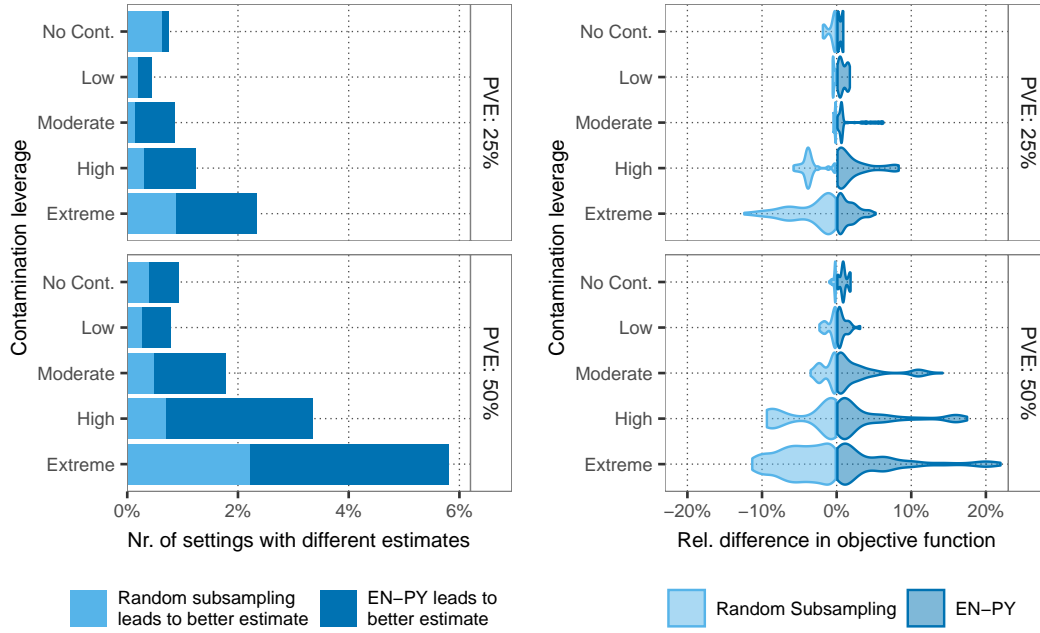 Contamination leverage
No Cont.
Low
Moderate
High
Extreme
PVE: 25%
No Cont.
Low
Moderate
High
Extreme
PVE: 50%
0%
2%
4%
6%
Nr. of settings with different estimates
Random subsampling
leads to better estimate
EN−PY leads to
better estimate
Contamination leverage
No Cont.
Low
Moderate
High
Extreme
PVE: 25%
No Cont.
Low
Moderate
High
Extreme
PVE: 50%
−20%
−10%
0%
10%
20%
Rel. difference in objective function
Random Subsampling
EN−PY